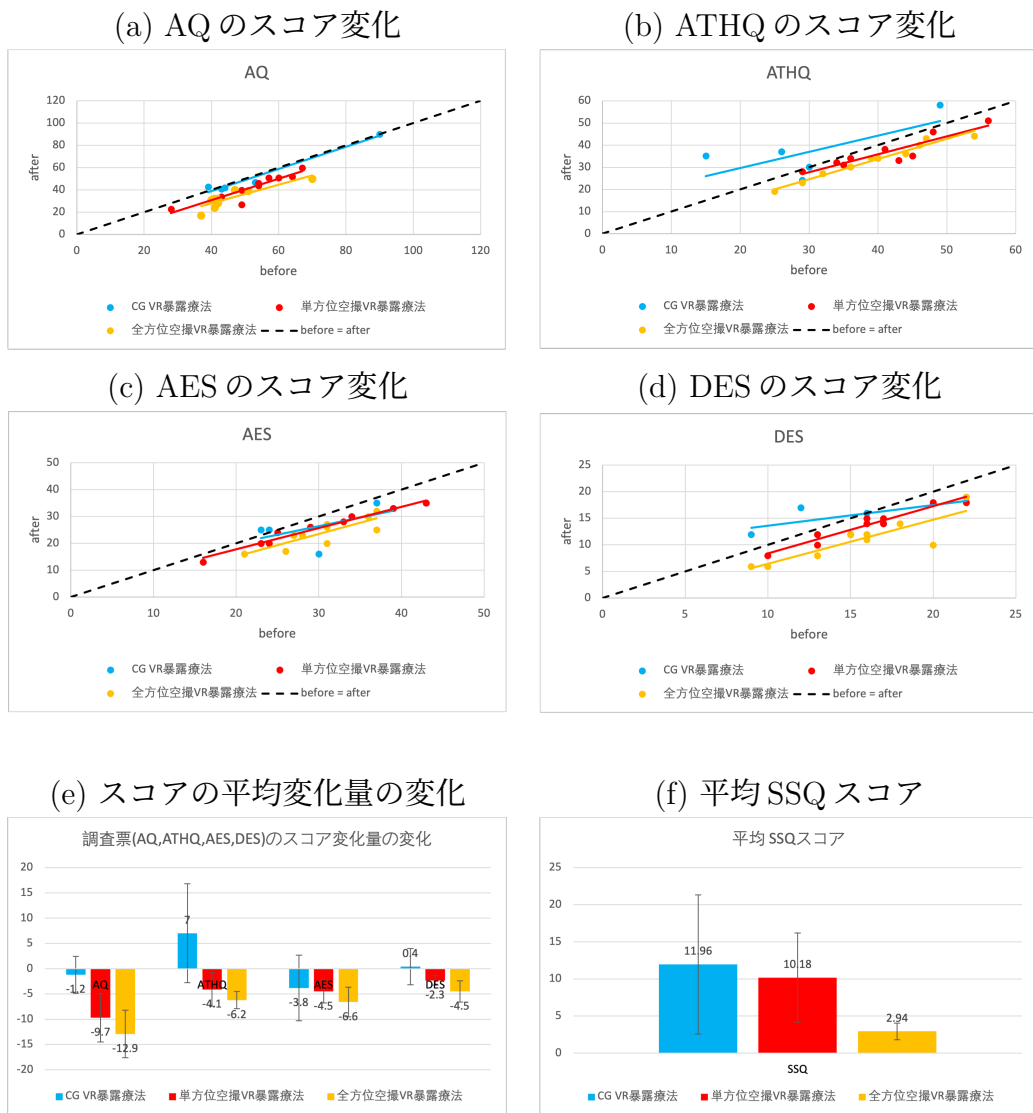 (a) AQ のスコア変化
(b) ATHQ のスコア変化
AQ
120
100
80
60
40
20
0
after
0 20 40 60 80 100 120
before
CG VR暴露療法
単方位空撮VR暴露療法
全方位空撮VR暴露療法
before = after
ATHQ
60
50
40
30
20
10
0
after
0 10 20 30 40 50 60
before
CG VR暴露療法
単方位空撮VR暴露療法
全方位空撮VR暴露療法
before = after
(c) AES のスコア変化
(d) DES のスコア変化
AES
50
40
30
20
10
0
after
0 10 20 30 40 50
before
CG VR暴露療法
単方位空撮VR暴露療法
全方位空撮VR暴露療法
before = after
DES
25
20
15
10
5
0
after
0 5 10 15 20 25
before
CG VR暴露療法
単方位空撮VR暴露療法
全方位空撮VR暴露療法
before = after
(e) スコアの平均変化量の変化
(f) 平均 SSQ スコア
調査票(AQ,ATHQ,AES,DES)のスコア変化量の変化
20
15
10
5
0
-5
-10
-15
-20
7
0.4
AQ ATHQ AES DES
-1.2
-9.7
-12.9
-4.1
-6.2
-3.8
-4.5
-6.6
-2.3
-4.5
CG VR暴露療法 単方位空撮VR暴露療法 全方位空撮VR暴露療法
平均 SSQスコア
25
20
15
10
5
0
11.96
10.18
2.94
SSQ
CG VR暴露療法 単方位空撮VR暴露療法 全方位空撮VR暴露療法